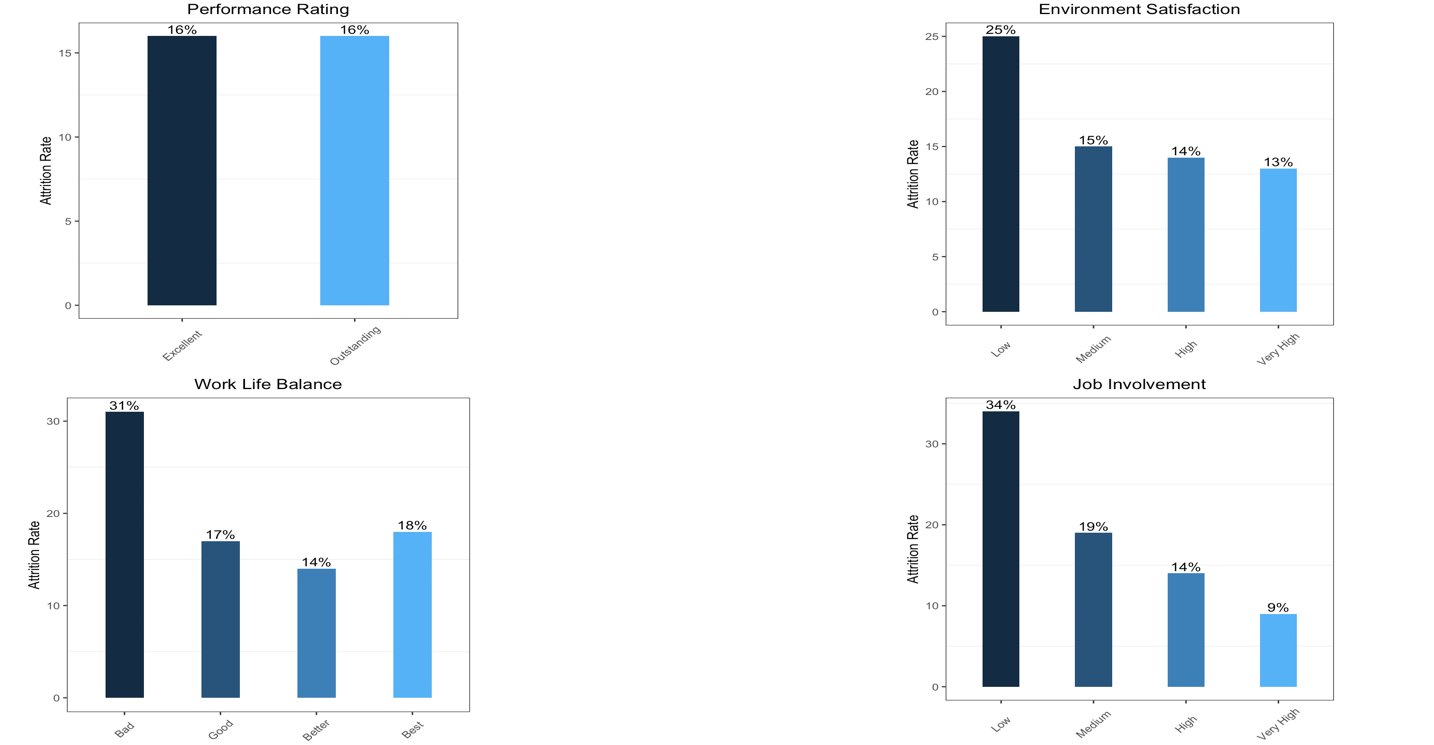 Performance Rating
16%
16%
15
10
5
0
Attrition Rate
Excellent
Outstanding
Environment Satisfaction
25%
15%
14%
13%
25
20
15
10
5
0
Attrition Rate
Low
Medium
High
Very High
Work Life Balance
31%
17%
14%
18%
30
20
10
0
Attrition Rate
Bad
Good
Better
Best
Job Involvement
34%
19%
14%
9%
30
20
10
0
Attrition Rate
Low
Medium
High
Very High